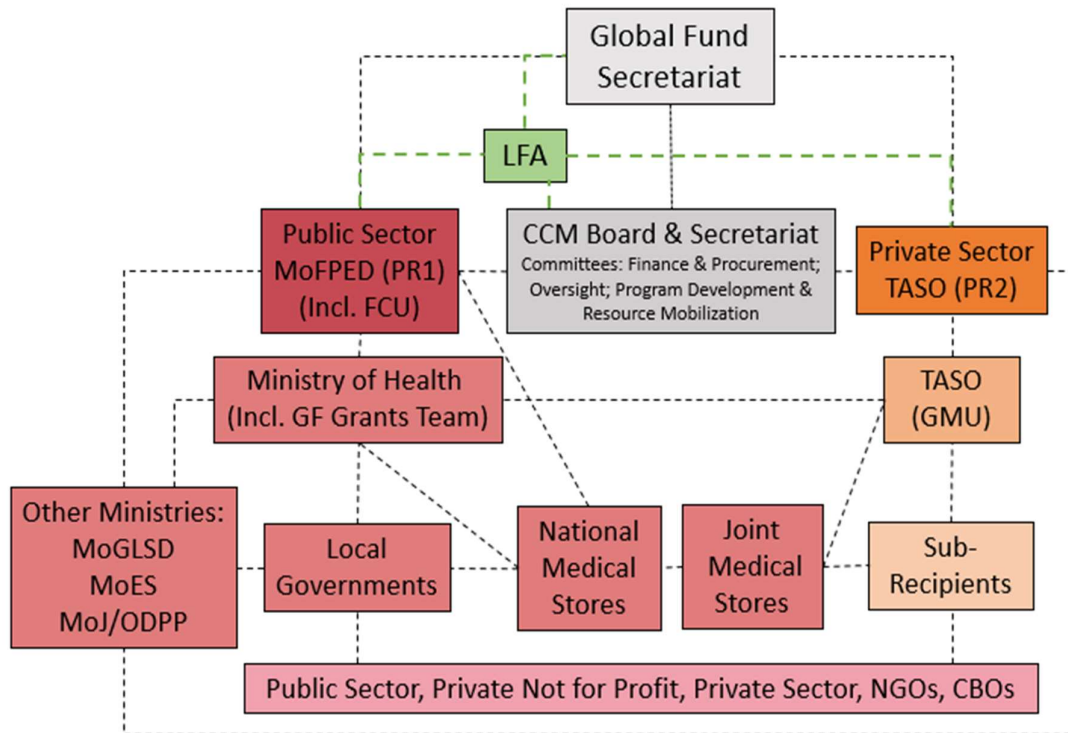 Global Fund
Secretariat
LFA
Public Sector
MoFPED (PR1)
(Incl. FCU)
CCM Board & Secretariat
Committees: Finance & Procurement;
Oversight; Program Development &
Resource Mobilization
Private Sector
TASO (PR2)
Ministry of Health
(Incl. GF Grants Team)
TASO
(GMU)
Other Ministries:
MoGLSD
MoES
MoJ/ODPP
Local
Governments
National
Medical
Stores
Joint
Medical
Stores
Sub-
Recipients
Public Sector, Private Not for Profit, Private Sector, NGOs, CBOs